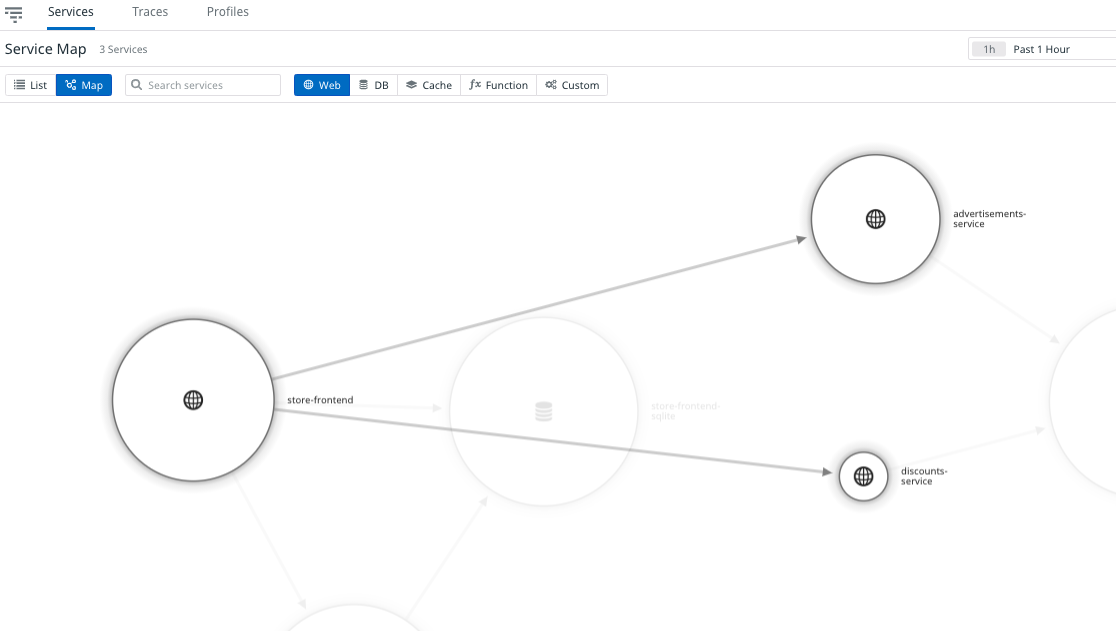 Services Traces Profiles
Service Map 3 Services 1h Past 1 Hour
List Map Search services Web DB Cache Function Custom
advertisements-
service
store-frontend
store-frontend-
sqlite
discounts-
service